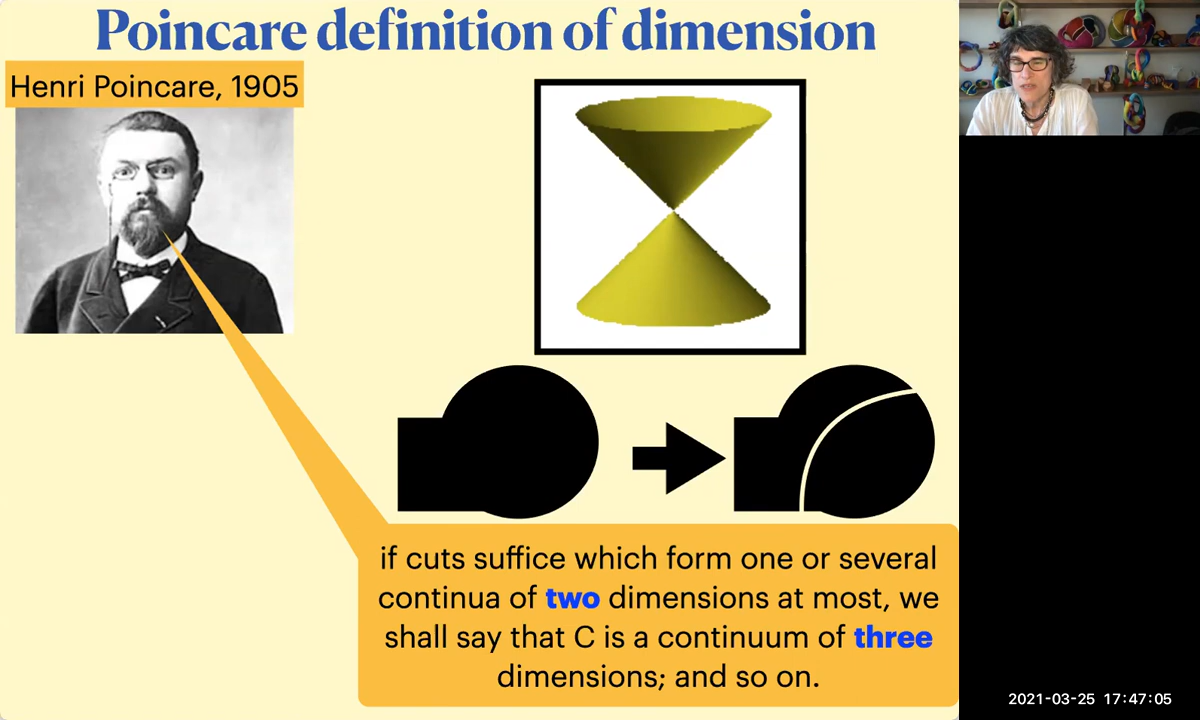 Poincare definition of dimension
Henri Poincare, 1905
if cuts suffice which form one or several
continua of two dimensions at most, we
shall say that C is a continuum of three
dimensions; and so on.
2021-03-25 17:47:05